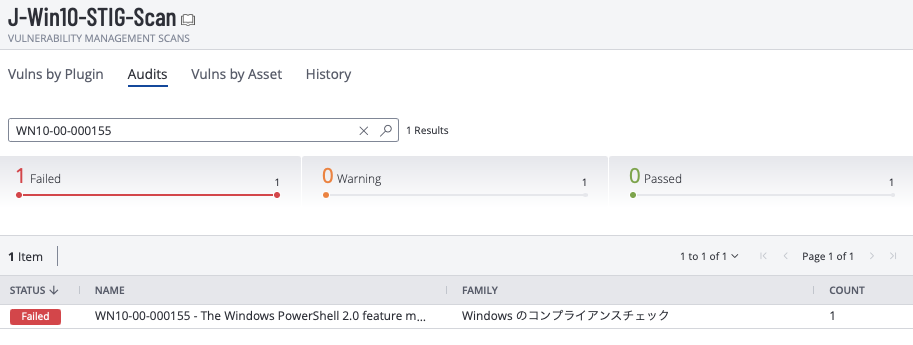 J-Win10-STIG-Scan
VULNERABILITY MANAGEMENT SCANS
Vulns by Plugin Audits Vulns by Asset History
WN10-00-000155 1 Results
1 Failed 1 0 Warning 1 0 Passed 1
1 Item 1 to 1 of 1 Page 1 of 1
STATUS NAME FAMILY COUNT
Failed WN10-00-000155 - The Windows PowerShell 2.0 feature m... Windows のコンプライアンスチェック 1